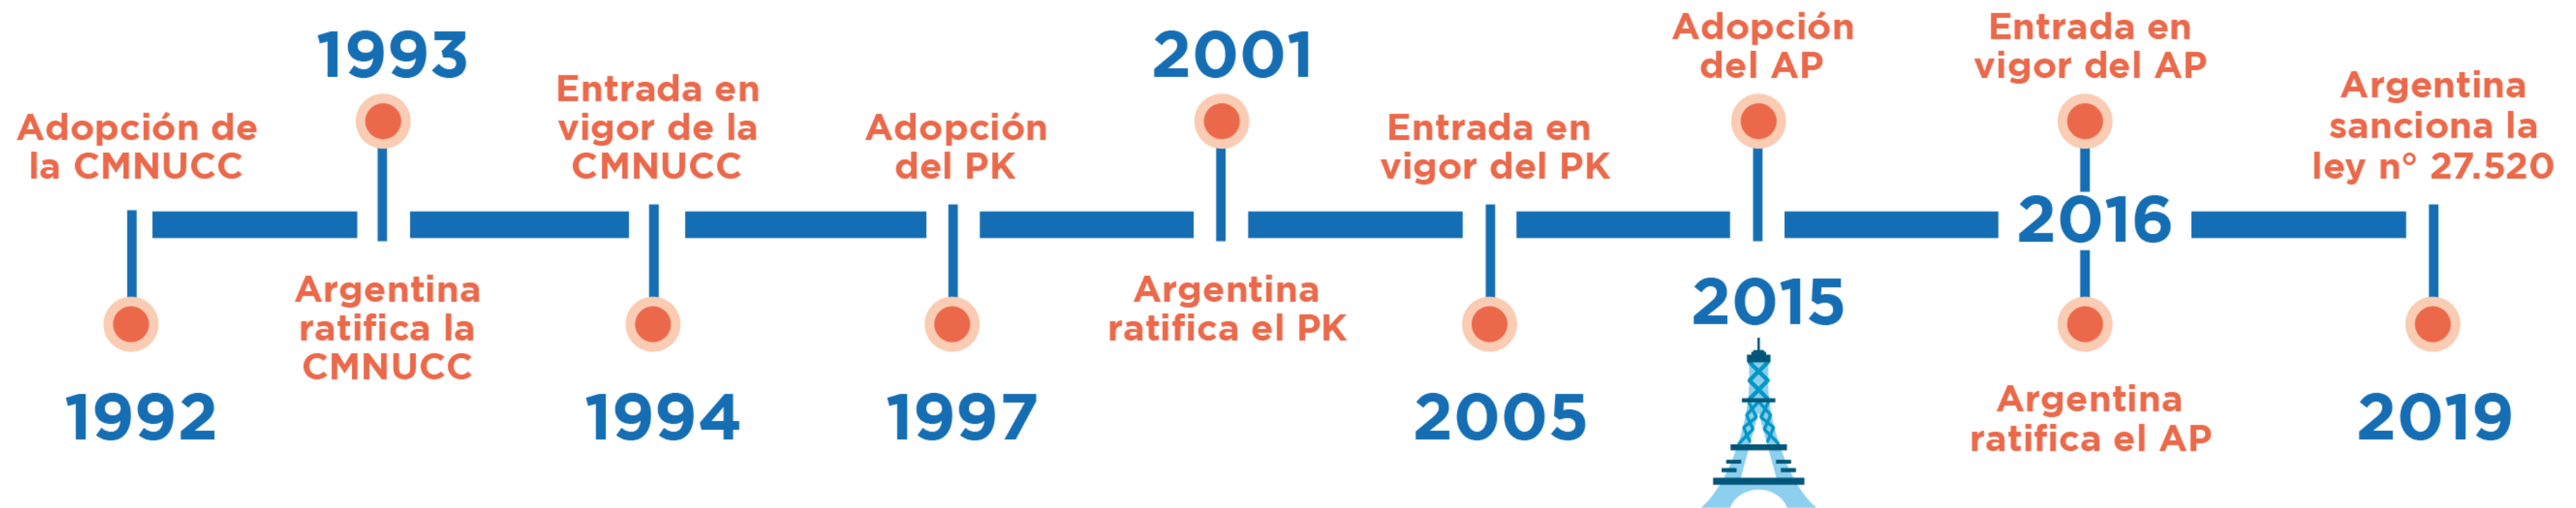 Adopción de
la CMNUCC
1992
1993
Argentina
ratifica la
CMNUCC
Entrada en
vigor de la
CMNUCC
1994
Adopción
del PK
1997
2001
Argentina
ratifica el PK
Entrada en
vigor del PK
2005
Adopción
del AP
2015
Entrada en
vigor del AP
2016
Argentina
ratifica el AP
Argentina
sanciona la
ley n° 27.520
2019